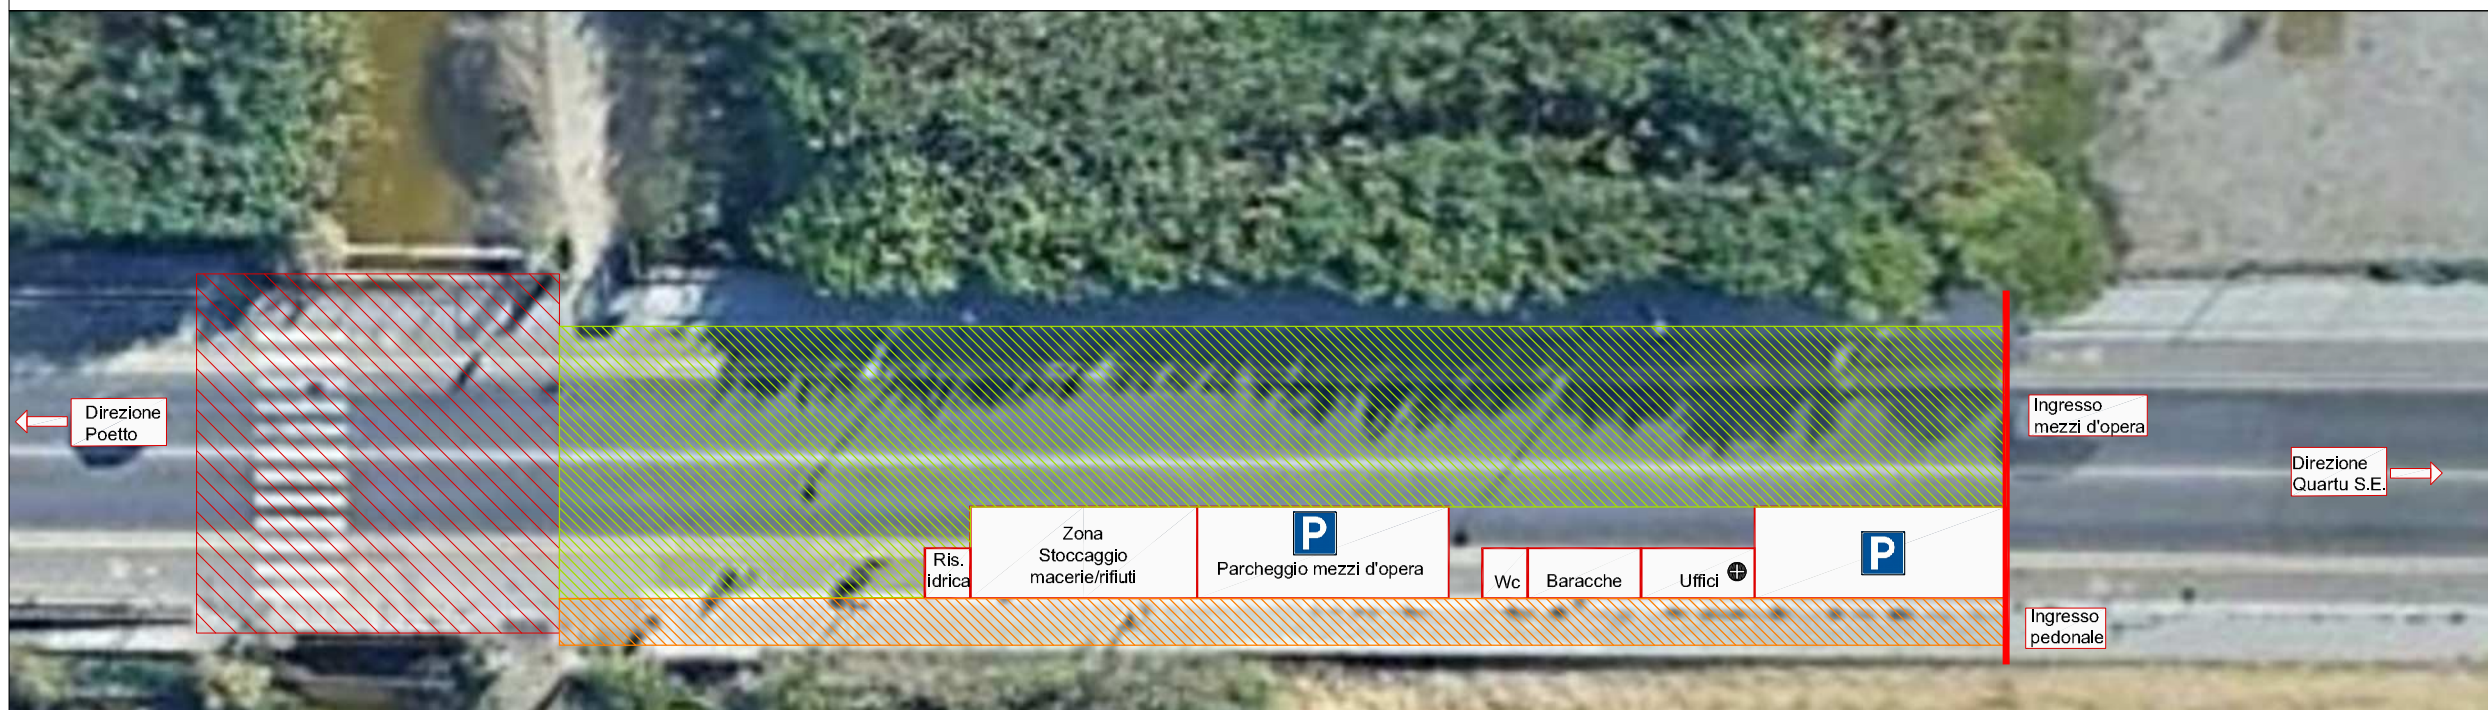 Direzione
Poetto
Ris.
idrica
Zona
Stoccaggio
macerie/rifiuti
P
Parcheggio mezzi d'opera
Wc
Baracche
Uffici
P
Ingresso
mezzi d'opera
Direzione
Quartu S.E.
Ingresso
pedonale